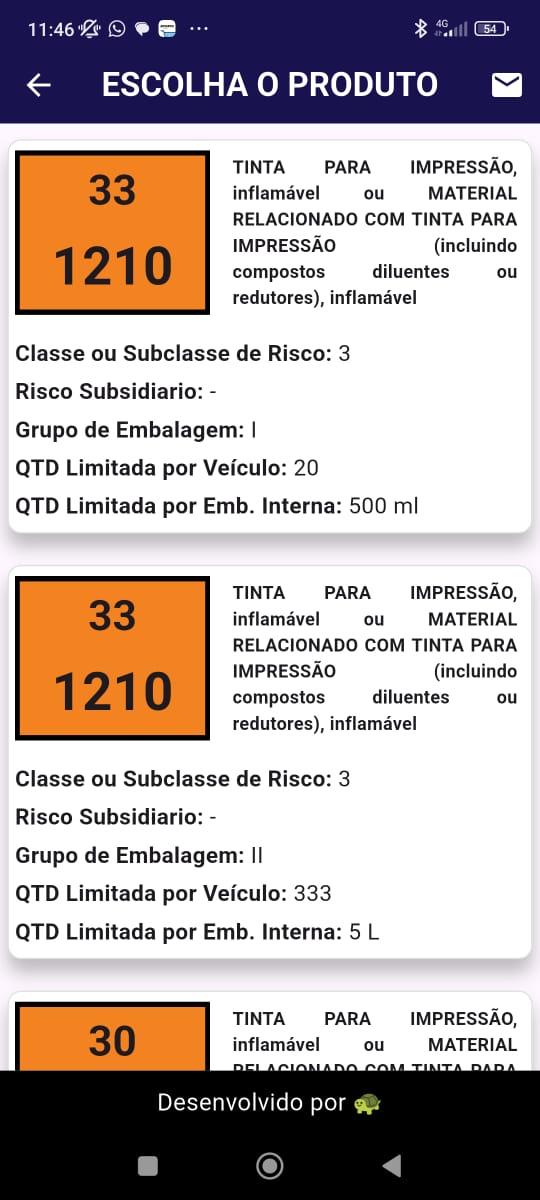 11:46
4G
54
ESCOLHA O PRODUTO
33
1210
TINTA PARA IMPRESSÃO,
inflamável ou MATERIAL
RELACIONADO COM TINTA PARA
IMPRESSÃO (incluindo
compostos diluentes ou
redutores), inflamável
Classe ou Subclasse de Risco: 3
Risco Subsidiario: -
Grupo de Embalagem: I
QTD Limitada por Veículo: 20
QTD Limitada por Emb. Interna: 500 ml
33
1210
TINTA PARA IMPRESSÃO,
inflamável ou MATERIAL
RELACIONADO COM TINTA PARA
IMPRESSÃO (incluindo
compostos diluentes ou
redutores), inflamável
Classe ou Subclasse de Risco: 3
Risco Subsidiario: -
Grupo de Embalagem: II
QTD Limitada por Veículo: 333
QTD Limitada por Emb. Interna: 5 L
30
TINTA PARA IMPRESSÃO,
inflamável ou MATERIAL
RELACIONADO COM TINTA PARA
Desenvolvido por 🐢